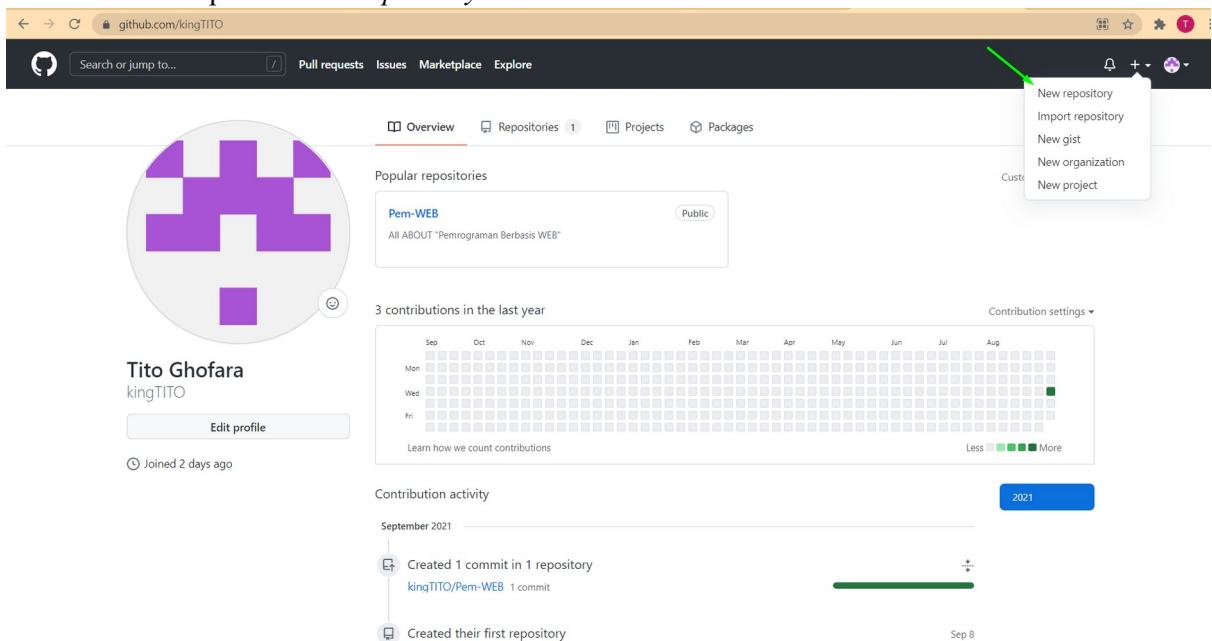 github.com/kingTITO
T
Search or jump to...
/
Pull requests Issues Marketplace Explore
New repository
Import repository
New gist
New organization
New project
Overview
Repositories 1
Projects
Packages
Popular repositories
Pem-WEB
Public
All ABOUT "Pemrograman Berbasis WEB"
3 contributions in the last year
Contribution settings
Sep Oct Nov Dec Jan Feb Mar Apr May Jun Jul Aug
Mon
Wed
Fri
Learn how we count contributions
Less More
Tito Ghofara
kingTITO
Edit profile
Joined 2 days ago
Contribution activity
2021
September 2021
Created 1 commit in 1 repository
kingTITO/Pem-WEB 1 commit
Created their first repository
Sep 8